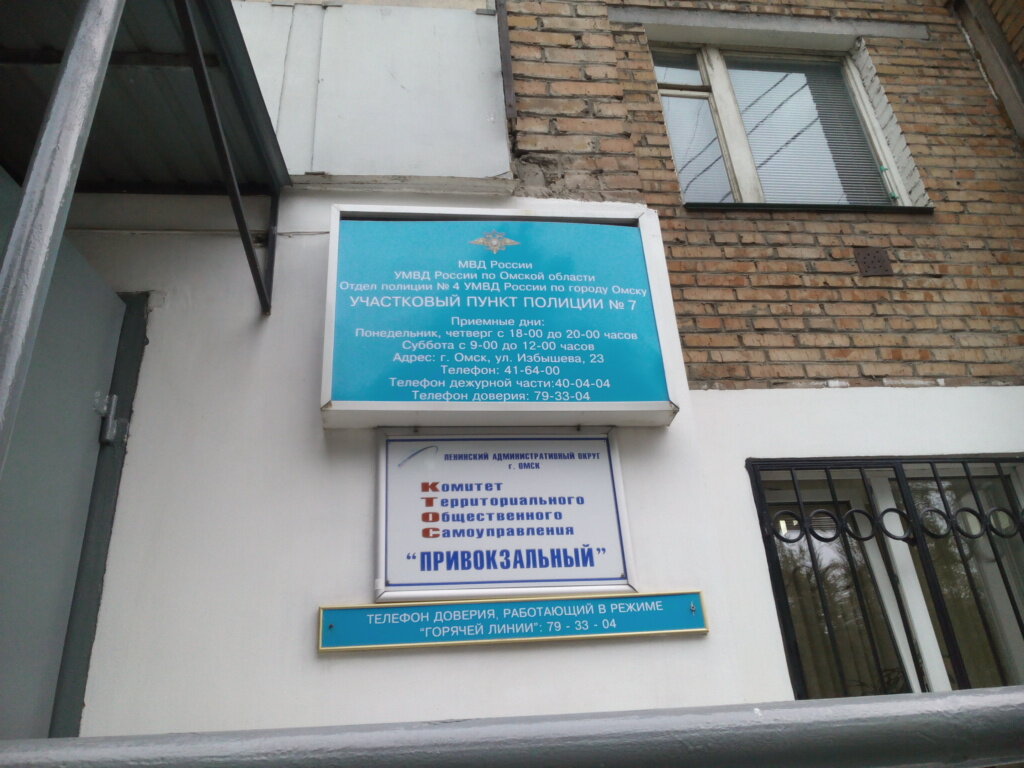 МВД России
УМВД России по Омской области
Отдел полиции № 4 УМВД России по городу Омску
УЧАСТКОВЫЙ ПУНКТ ПОЛИЦИИ № 7
Приемные дни:
Понедельник, четверг с 18-00 до 20-00 часов
Суббота с 9-00 до 12-00 часов
Адрес: г. Омск, ул. Избышева, 23
Телефон: 41-64-00
Телефон дежурной части:40-04-04
Телефон доверия: 79-33-04
ЛЕНИНСКИЙ АДМИНИСТРАТИВНЫЙ ОКРУГ
г. ОМСК
Комитет
Территориального
Общественного
Самоуправления
“ПРИВОКЗАЛЬНЫЙ”
ТЕЛЕФОН ДОВЕРИЯ, РАБОТАЮЩИЙ В РЕЖИМЕ
“ГОРЯЧЕЙ ЛИНИИ”: 79 - 33 - 04